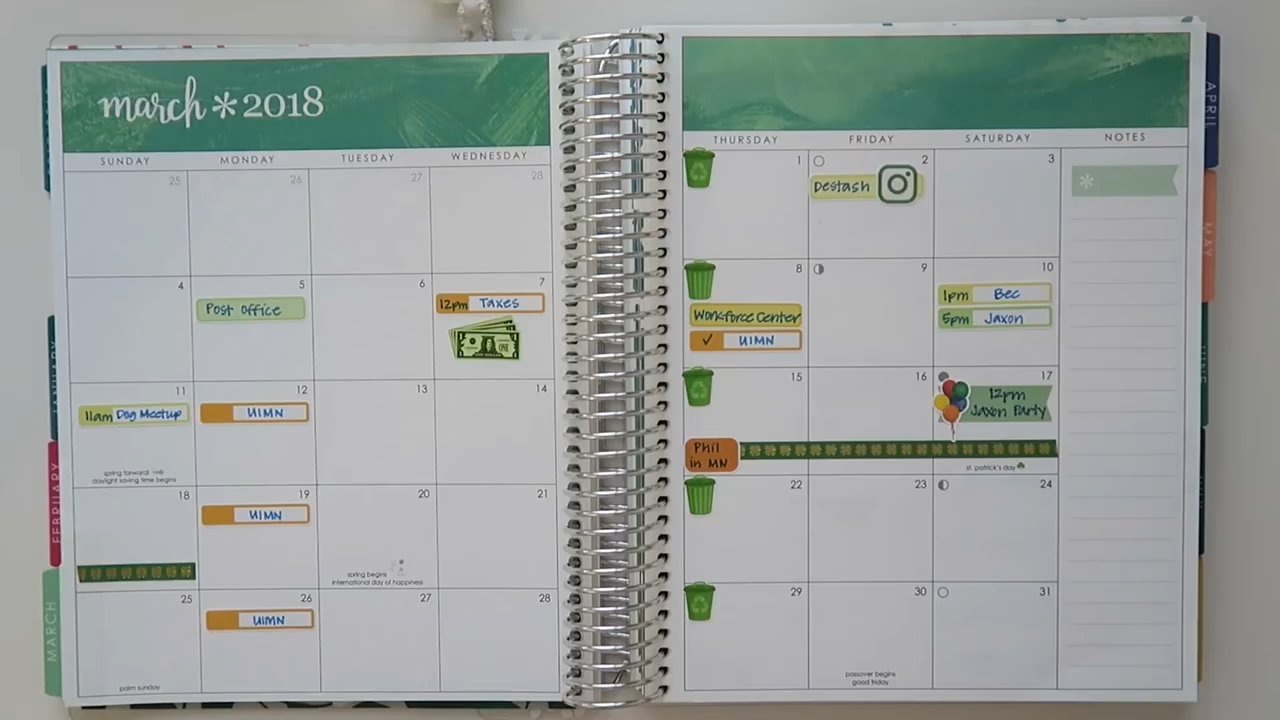 march * 2018
SUNDAY MONDAY TUESDAY WEDNESDAY THURSDAY FRIDAY SATURDAY NOTES
25 26 27 28 1 2 3
Destash
4 5 6 7 8 9 10
Post Office
12pm Taxes
Workforce Center
✓ UIMN
1pm Bec
5pm Jaxon
11 12 13 14 15 16 17
11am Dog Meetup
UIMN
12pm
Jaxon Party
spring forward!
daylight saving time begins
Phil
in MN
st. patrick's day
18 19 20 21 22 23 24
UIMN
spring begins
international day of happiness
25 26 27 28 29 30 31
UIMN
palm sunday
passover begins
good friday
JANUARY
FEBRUARY
MARCH
APRIL
MAY